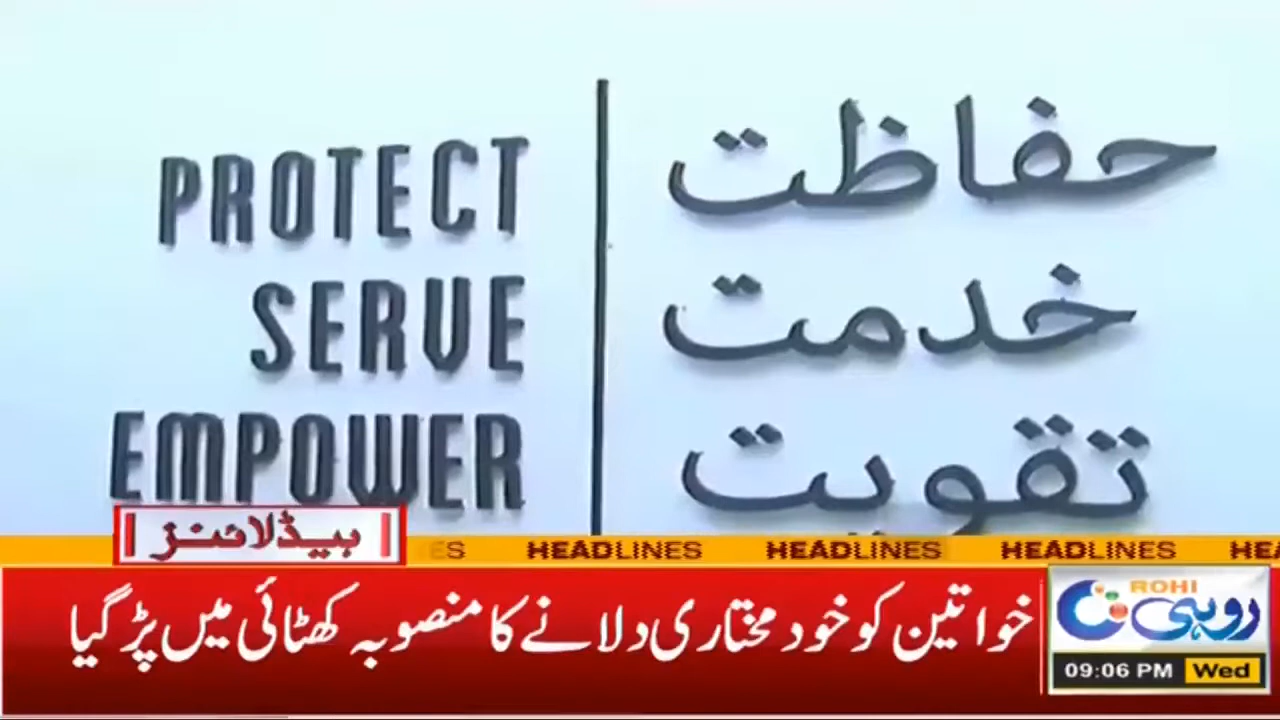 PROTECT
SERVE
EMPOWER
حفاظت
خدمت
تقویت
ہیڈلائنز
ES HEADLINES HEADLINES HEADLINES HEA
خواتین کو خود مختاری دلانے کا منصوبہ کھٹائی میں پڑ گیا
ROHI
روہی
09:06 PM Wed